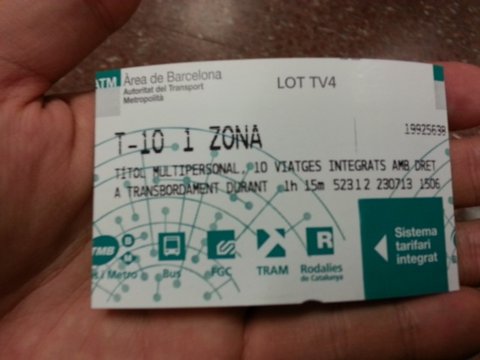 ATM Àrea de Barcelona
Autoritat del Transport
Metropolità
LOT TV4
T-10 1 ZONA
19925638
TÍTOL MULTIPERSONAL, 10 VIATGES INTEGRATS AMB DRET
A TRANSBORDAMENT DURANT 1h 15m 52312 230713 1506
TMB
B
M
R
Sistema
tarifari
integrat
Bus i Metro
Bus
FGC
TRAM
Rodalies
de Catalunya